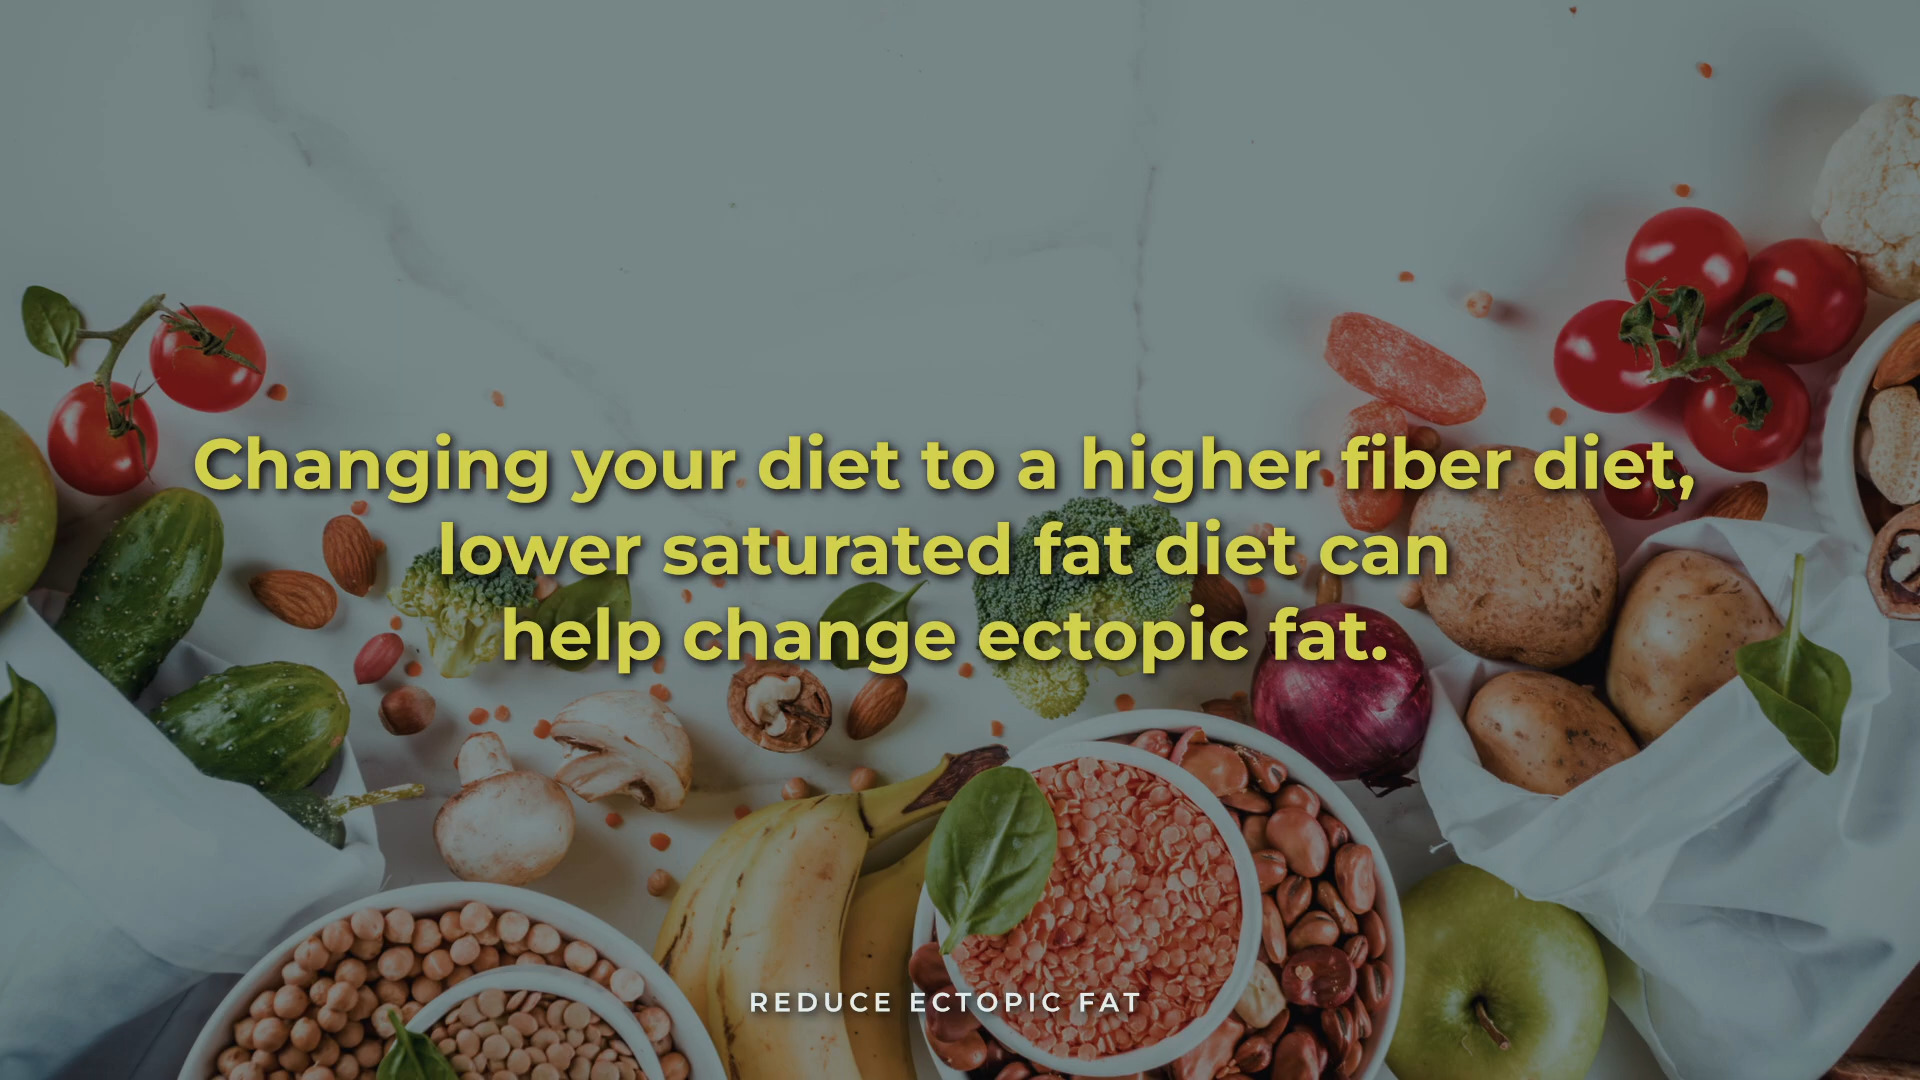 Changing your diet to a higher fiber diet,
lower saturated fat diet can
help change ectopic fat.
REDUCE ECTOPIC FAT